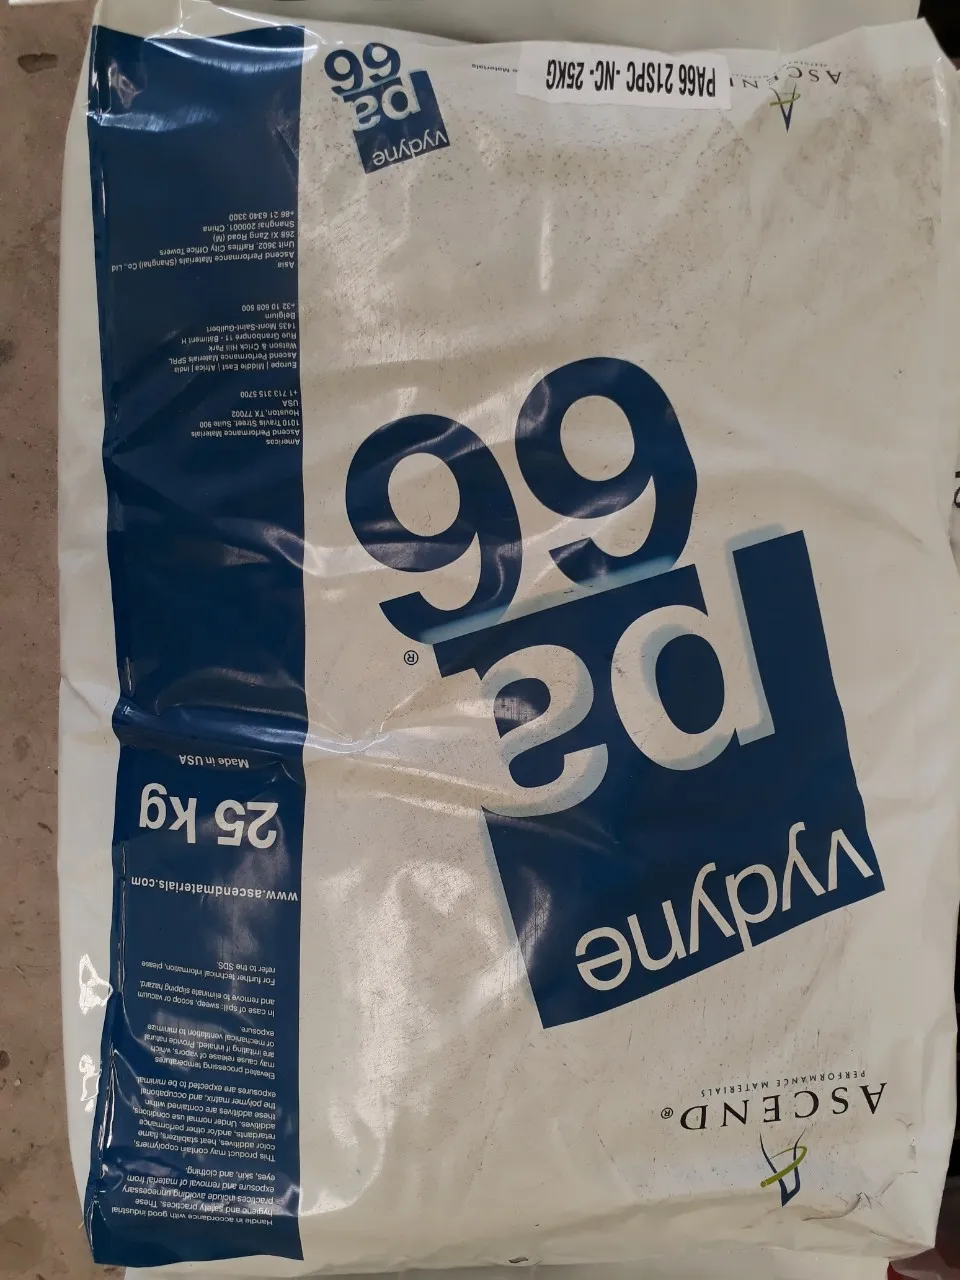 ASCEND®
PERFORMANCE MATERIALS
vydyne
pa
66
®
Handle in accordance with good industrial
hygiene and safety practices. These
practices include avoiding unnecessary
exposure and removal of material from
eyes, skin, and clothing.
This product may contain copolymers,
color additives, heat stabilizers, flame
retardants, and/or other performance
additives. Under normal use conditions,
these additives are contained within
the polymer matrix, and occupational
exposures are expected to be minimal.
Elevated processing temperatures
may cause release of vapors, which
are irritating if inhaled. Provide natural
or mechanical ventilation to minimize
exposure.
In case of spill: sweep, scoop or vacuum
and remove to eliminate slipping hazard.
For further technical information, please
refer to the SDS.
www.ascendmaterials.com
25 kg
Made in USA
Americas
Ascend Performance Materials
1010 Travis Street, Suite 900
Houston, TX 77002
USA
+1 713 315 5700
Europe | Middle East | Africa | India
Ascend Performance Materials SPRL
Watson & Crick Hill Park
Rue Granbonpré 11 - Bâtiment H
1435 Mont-Saint-Guibert
Belgium
+32 10 608 600
Asia
Ascend Performance Materials (Shanghai) Co., Ltd
Unit 3602, Raffles City Office Towers
268 Xi Zang Road (M)
Shanghai 200001, China
+86 21 6340 3300
vydyne
pa
66
ASCEND
PA66 21SPC -NC- 25KG
Materials